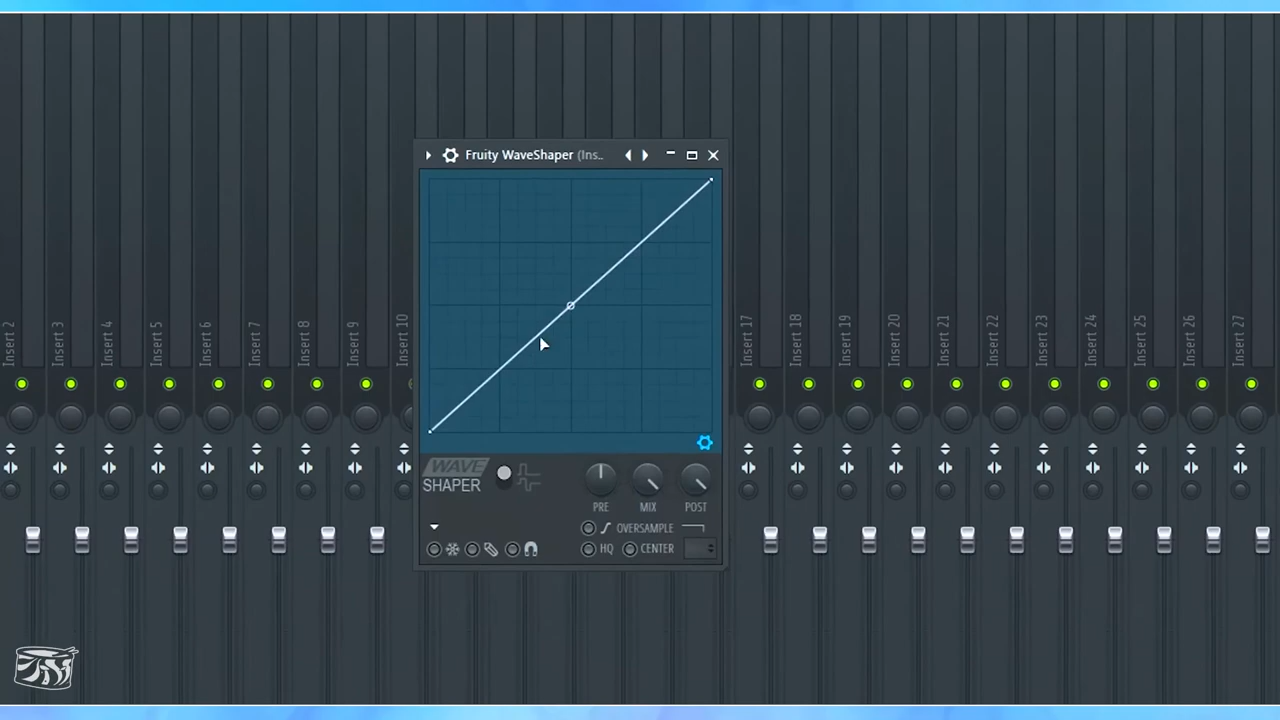 Fruity WaveShaper (Ins..
Insert 2
Insert 3
Insert 4
Insert 5
Insert 6
Insert 7
Insert 8
Insert 9
Insert 10
Insert 17
Insert 18
Insert 19
Insert 20
Insert 21
Insert 22
Insert 23
Insert 24
Insert 25
Insert 26
Insert 27
WAVE
SHAPER
PRE
MIX
POST
OVERSAMPLE
HQ
CENTER